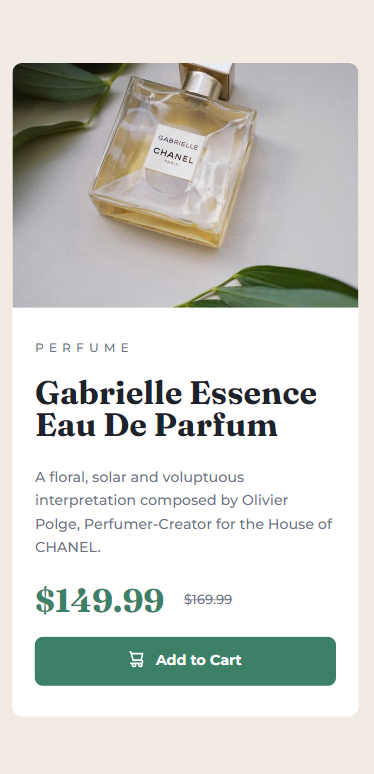 GABRIELLE
CHANEL
PARIS
PERFUME
Gabrielle Essence
Eau De Parfum
A floral, solar and voluptuous
interpretation composed by Olivier
Polge, Perfumer-Creator for the House of
CHANEL.
$149.99 $169.99
Add to Cart